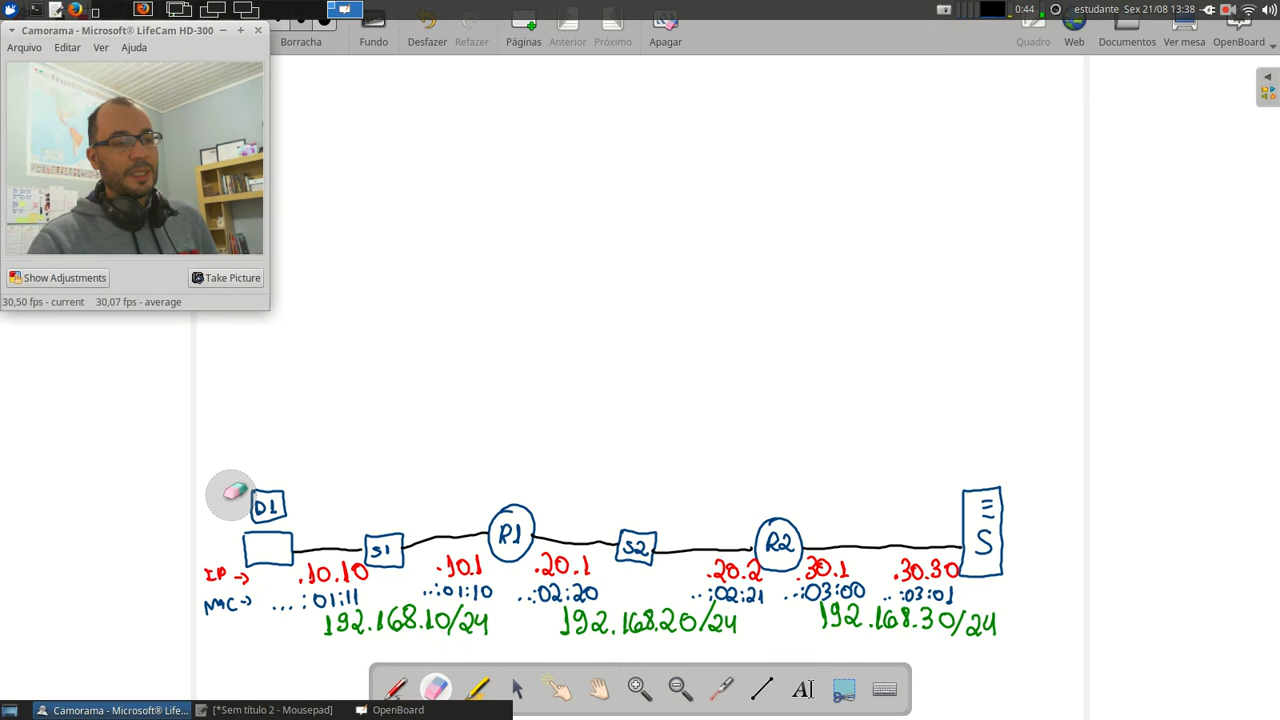 0:44 estudante Sex 21/08 13:38
Camorama - Microsoft® LifeCam HD-300
Arquivo Editar Ver Ajuda
Show Adjustments Take Picture
30,50 fps - current 30,07 fps - average
Borracha Fundo Desfazer Refazer Páginas Anterior Próximo Apagar Quadro Web Documentos Ver mesa OpenBoard
D1
S1 R1 S2 R2 S
IP → .10.10 .10.1 .20.1 .20.2 .30.1 .30.30
MAC → ...:01:11 ..:01:10 ..:02:20 ..:02:21 ..:03:00 ..:03:01
192.168.10/24 192.168.20/24 192.168.30/24
Camorama - Microsoft® Life... [*Sem título 2 - Mousepad] OpenBoard